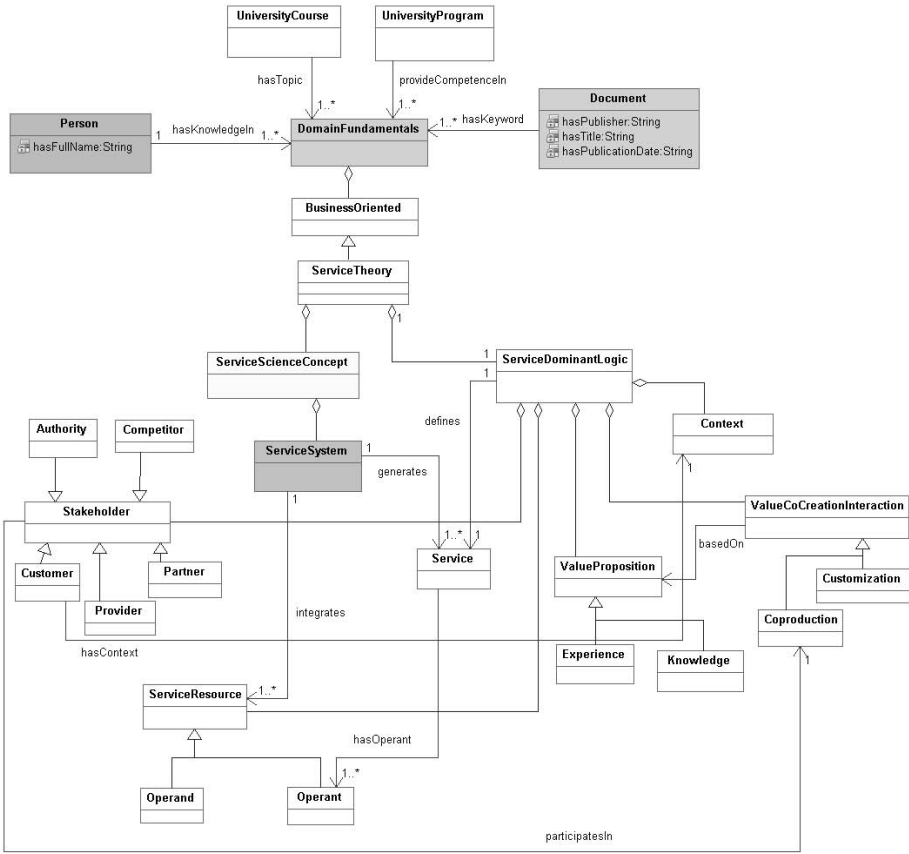 UniversityCourse
UniversityProgram
hasTopic
provideCompetenceIn
1..*
1..*
Person
hasFullName:String
1
hasKnowledgeIn
1..*
DomainFundamentals
1..*
hasKeyword
Document
hasPublisher:String
hasTitle:String
hasPublicationDate:String
BusinessOriented
ServiceTheory
1
ServiceScienceConcept
1
ServiceDominantLogic
1
defines
Context
1
Authority
Competitor
ServiceSystem
1
generates
1
Stakeholder
1..*
1
ValueCoCreationInteraction
basedOn
Customer
Partner
Provider
Service
ValueProposition
Customization
Coproduction
1
integrates
hasContext
Experience
Knowledge
1..*
ServiceResource
hasOperant
1..*
Operand
Operant
participatesIn